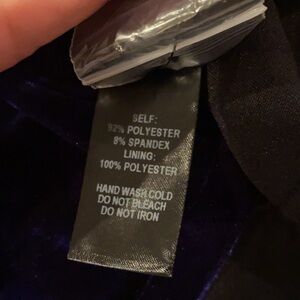 SELF:
92% POLYESTER
8% SPANDEX
LINING:
100% POLYESTER
HAND WASH COLD
DO NOT BLEACH
DO NOT IRON